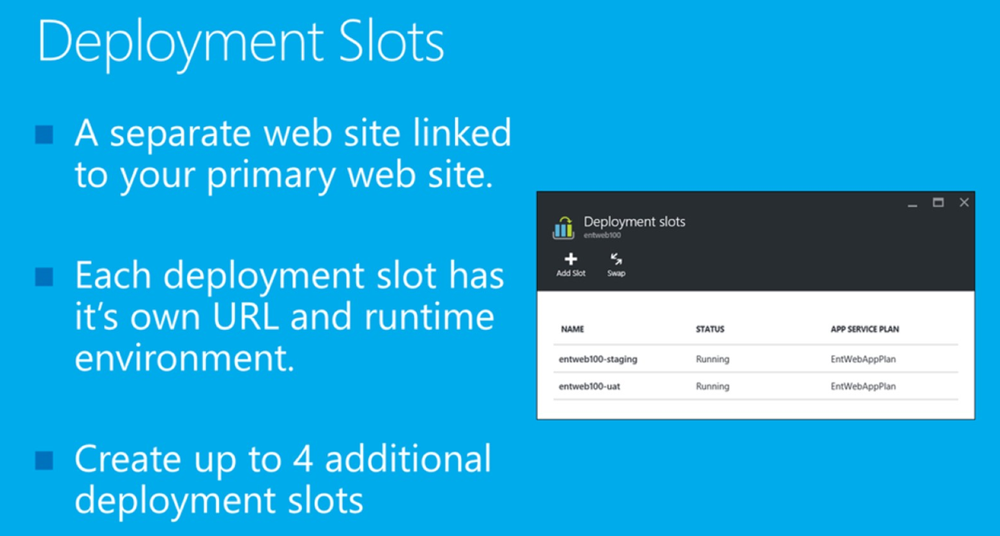 Deployment Slots
A separate web site linked
to your primary web site.
Each deployment slot has
it's own URL and runtime
environment.
Create up to 4 additional
deployment slots
Deployment slots
entweb100
Add Slot Swap
NAME STATUS APP SERVICE PLAN
entweb100-staging Running EntWebAppPlan
entweb100-uat Running EntWebAppPlan